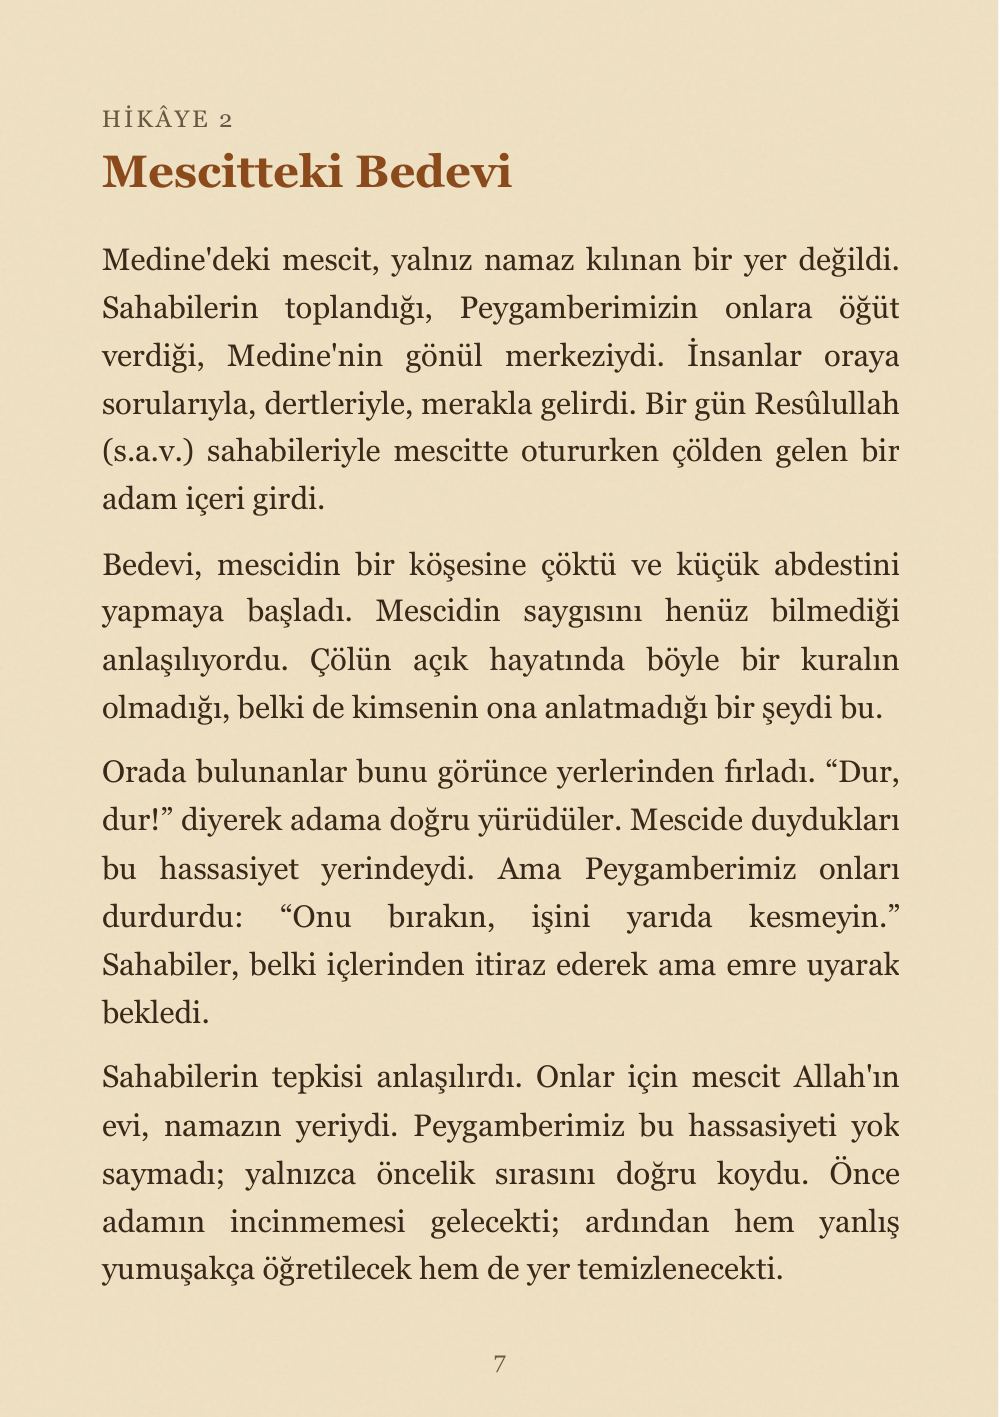 HİKÂYE 2
Mescitteki Bedevi
Medine'deki mescit, yalnız namaz kılınan bir yer değildi.
Sahabilerin toplandığı, Peygamberimizin onlara öğüt
verdiği, Medine'nin gönül merkeziydi. İnsanlar oraya
sorularıyla, dertleriyle, merakla gelirdi. Bir gün Resûlullah
(s.a.v.) sahabileriyle mescitte otururken çölden gelen bir
adam içeri girdi.
Bedevi, mescidin bir köşesine çöktü ve küçük abdestini
yapmaya başladı. Mescidin saygısını henüz bilmediği
anlaşılıyordu. Çölün açık hayatında böyle bir kuralın
olmadığı, belki de kimsenin ona anlatmadığı bir şeydi bu.
Orada bulunanlar bunu görünce yerlerinden fırladı. “Dur,
dur!” diyerek adama doğru yürüdüler. Mescide duydukları
bu hassasiyet yerindeydi. Ama Peygamberimiz onları
durdurdu: “Onu bırakın, işini yarıda kesmeyin.”
Sahabiler, belki içlerinden itiraz ederek ama emre uyarak
bekledi.
Sahabilerin tepkisi anlaşılırdı. Onlar için mescit Allah'ın
evi, namazın yeriydi. Peygamberimiz bu hassasiyeti yok
saymadı; yalnızca öncelik sırasını doğru koydu. Önce
adamın incinmemesi gelecekti; ardından hem yanlış
yumuşakça öğretilecek hem de yer temizlenecekti.
7